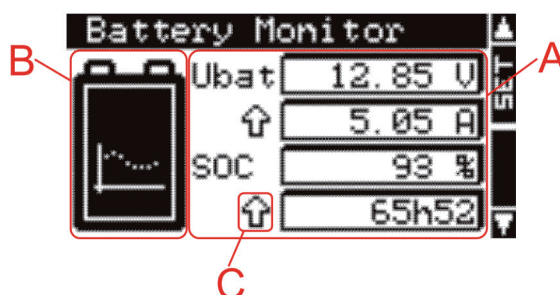 Battery Monitor
B
A
Ubat 12.85 V
SET
5.05 A
SOC 93 %
65h52
C